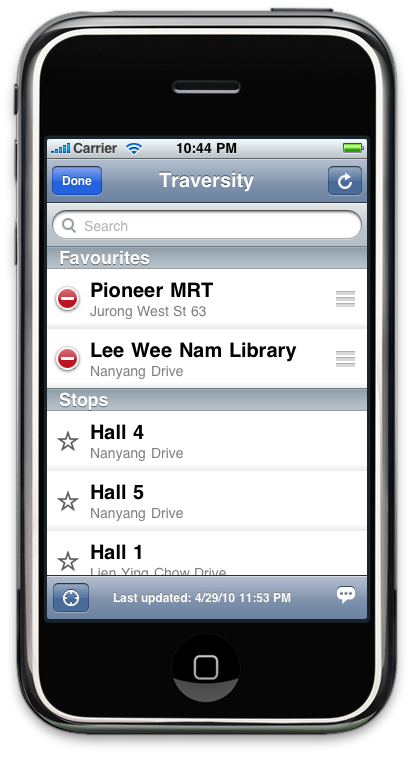 Carrier 10:44 PM
Done Traversity
Search
Favourites
Pioneer MRT
Jurong West St 63
Lee Wee Nam Library
Nanyang Drive
Stops
Hall 4
Nanyang Drive
Hall 5
Nanyang Drive
Hall 1
Lien Ying Chow Drive
Last updated: 4/29/10 11:53 PM